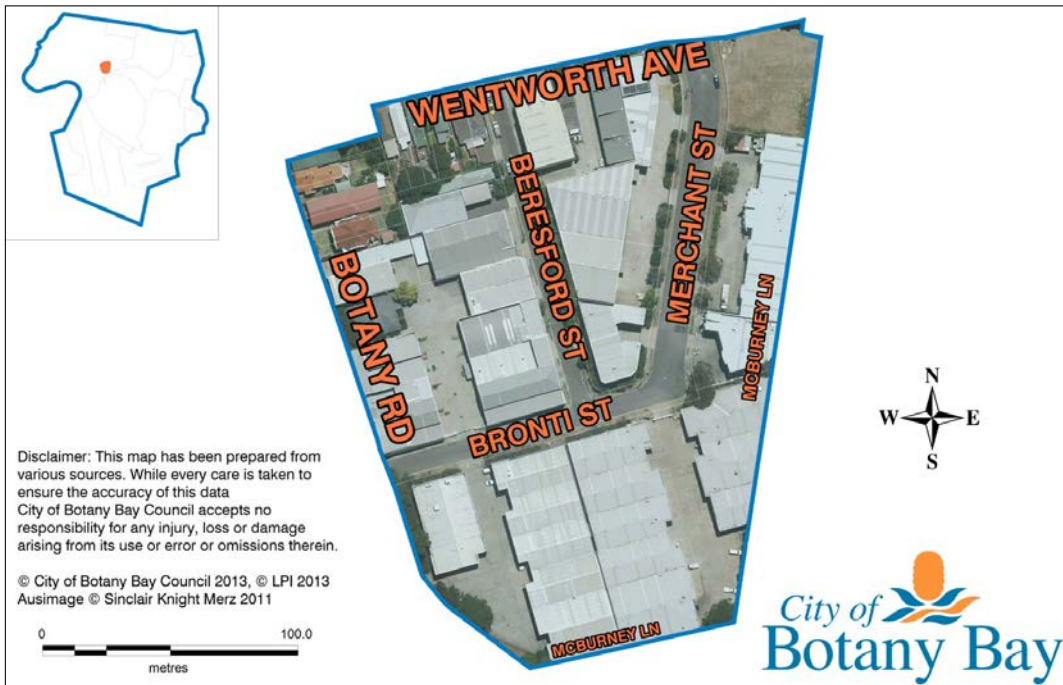 WENTWORTH AVE
BERESFORD ST
MERCHANT ST
BOTANY RD
MCBURNEY LN
BRONTI ST
MCBURNEY LN
N
W E
S
Disclaimer: This map has been prepared from
various sources. While every care is taken to
ensure the accuracy of this data
City of Botany Bay Council accepts no
responsibility for any injury, loss or damage
arising from its use or error or omissions therein.
© City of Botany Bay Council 2013, © LPI 2013
Ausimage © Sinclair Knight Merz 2011
0 100.0
metres
City of
Botany Bay